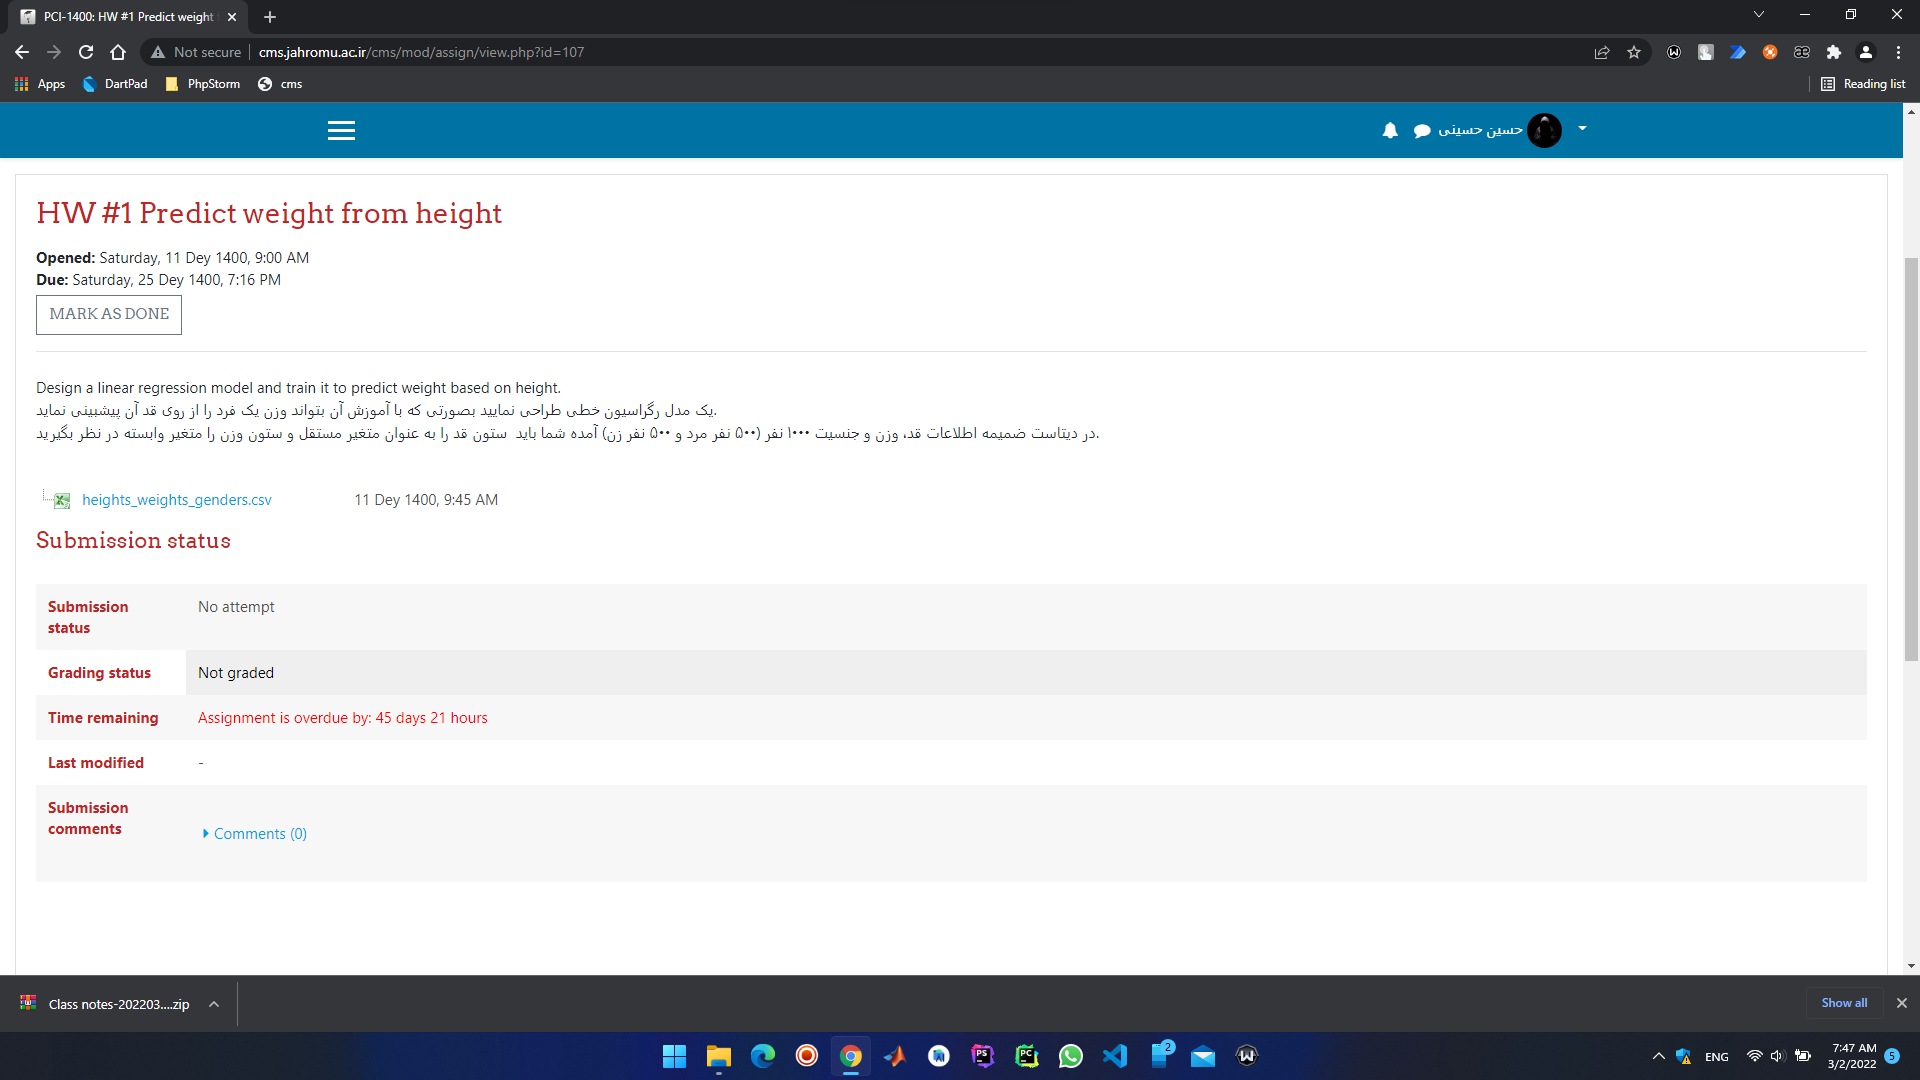 PCI-1400: HW #1 Predict weight
Not secure
cms.jahromu.ac.ir/cms/mod/assign/view.php?id=107
Apps
DartPad
PhpStorm
cms
Reading list
حسین حسینی
HW #1 Predict weight from height
Opened: Saturday, 11 Dey 1400, 9:00 AM
Due: Saturday, 25 Dey 1400, 7:16 PM
MARK AS DONE
Design a linear regression model and train it to predict weight based on height.
یک مدل رگراسیون خطی طراحی نمایید بصورتی که با آموزش آن بتواند وزن یک فرد را از روی قد آن پیشبینی نماید.
در دیتاست ضمیمه اطلاعات قد، وزن و جنسیت ۱۰۰۰ نفر (۵۰۰ نفر مرد و ۵۰۰ نفر زن) آمده شما باید ستون قد را به عنوان متغیر مستقل و ستون وزن را متغیر وابسته در نظر بگیرید.
heights_weights_genders.csv 11 Dey 1400, 9:45 AM
Submission status
Submission status No attempt
Grading status Not graded
Time remaining Assignment is overdue by: 45 days 21 hours
Last modified -
Submission comments Comments (0)
Class notes-202203....zip
Show all
PS
PC
2
ENG
7:47 AM
3/2/2022
5